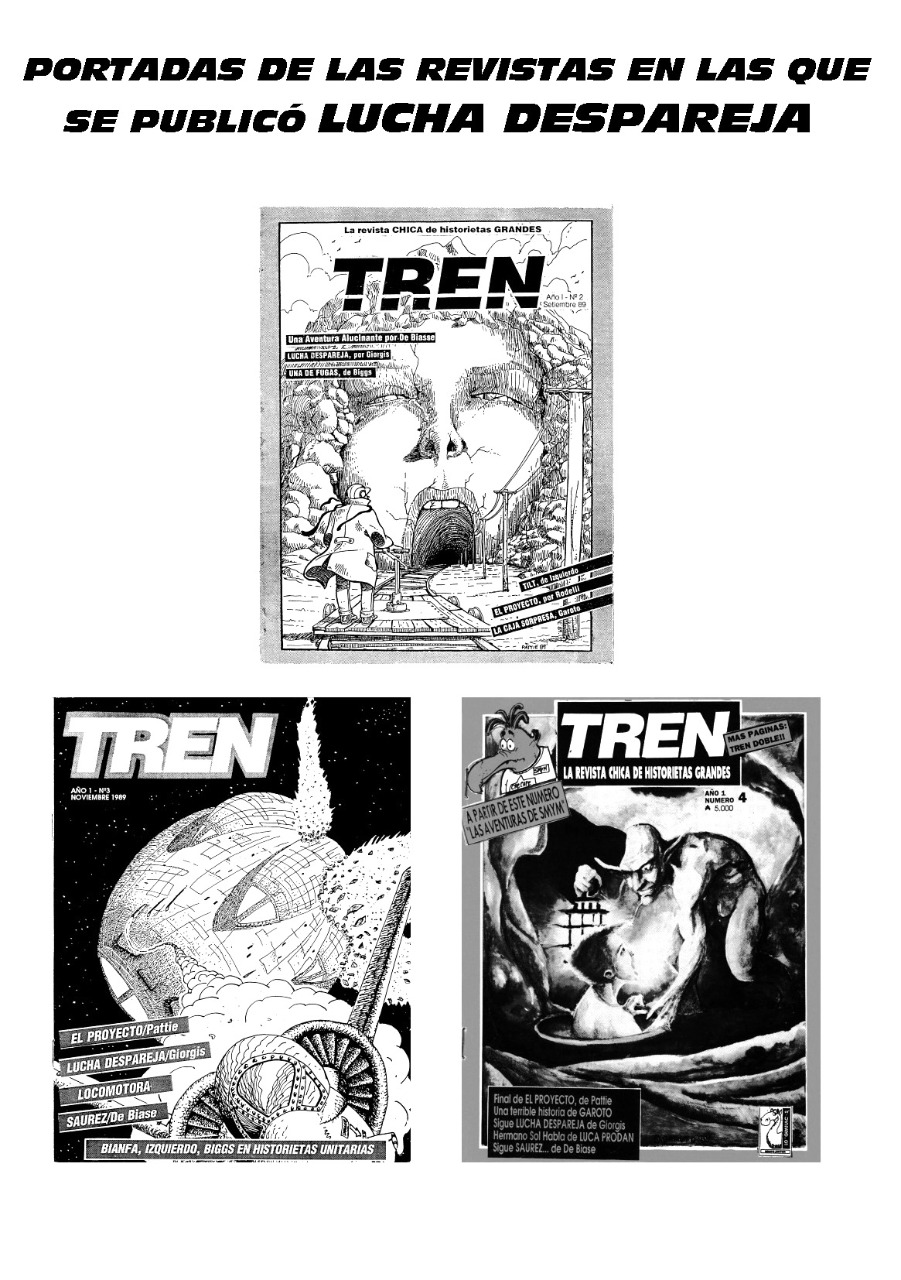 PORTADAS DE LAS REVISTAS EN LAS QUE
SE PUBLICÓ LUCHA DESPAREJA
La revista CHICA de historietas GRANDES
TREN
Año I - Nº 2
Setiembre 89
Una Aventura Alucinante por De Biasse
LUCHA DESPAREJA, por Giorgis
UNA DE FUGAS, de Biggs
TILT, de Izquierdo
EL PROYECTO, por Rodelli
LA CAJA SORPRESA, Garoto
PATTIE 89
TREN
AÑO 1 - Nº3
NOVIEMBRE 1989
EL PROYECTO/Pattie
LUCHA DESPAREJA/Giorgis
LOCOMOTORA
SAUREZ/De Biase
BIANFA, IZQUIERDO, BIGGS EN HISTORIETAS UNITARIAS
TREN
LA REVISTA CHICA DE HISTORIETAS GRANDES
MAS PAGINAS:
TREN DOBLE!!
AÑO 1
NUMERO 4
₳ 5.000
A PARTIR DE ESTE NUMERO
"LAS AVENTURAS DE SMYM"
Final de EL PROYECTO, de Pattie
Una terrible historia de GAROTO
Sigue LUCHA DESPAREJA de Giorgis
Hermano Sol Habla de LUCA PRODAN
Sigue SAUREZ... de De Biase